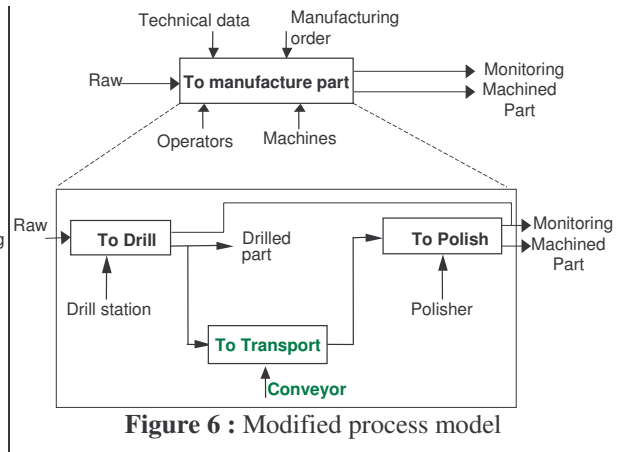 Technical data
Manufacturing
order
Raw
To manufacture part
Monitoring
Machined
Part
Operators
Machines
g
Raw
To Drill
Drilled
part
To Polish
Monitoring
Machined
Part
Drill station
Polisher
To Transport
Conveyor
Figure 6 : Modified process model